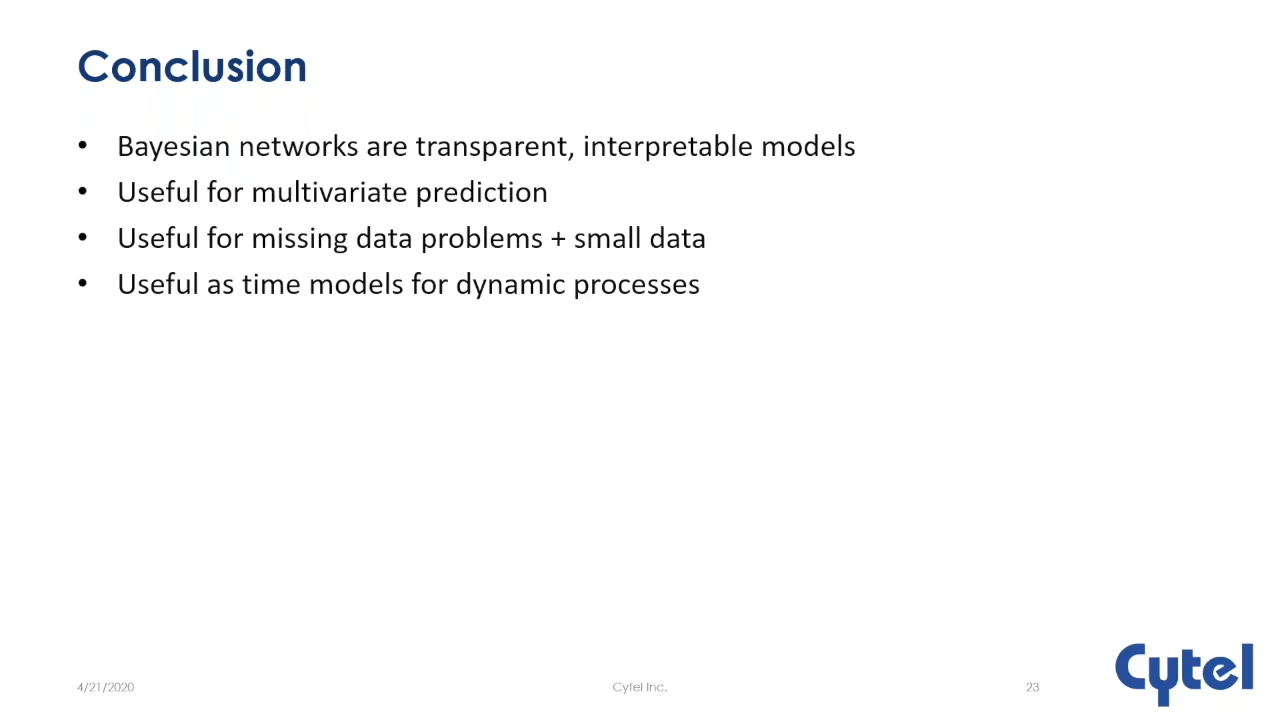 Conclusion
• Bayesian networks are transparent, interpretable models
• Useful for multivariate prediction
• Useful for missing data problems + small data
• Useful as time models for dynamic processes
4/21/2020
Cytel Inc.
23
Cytel